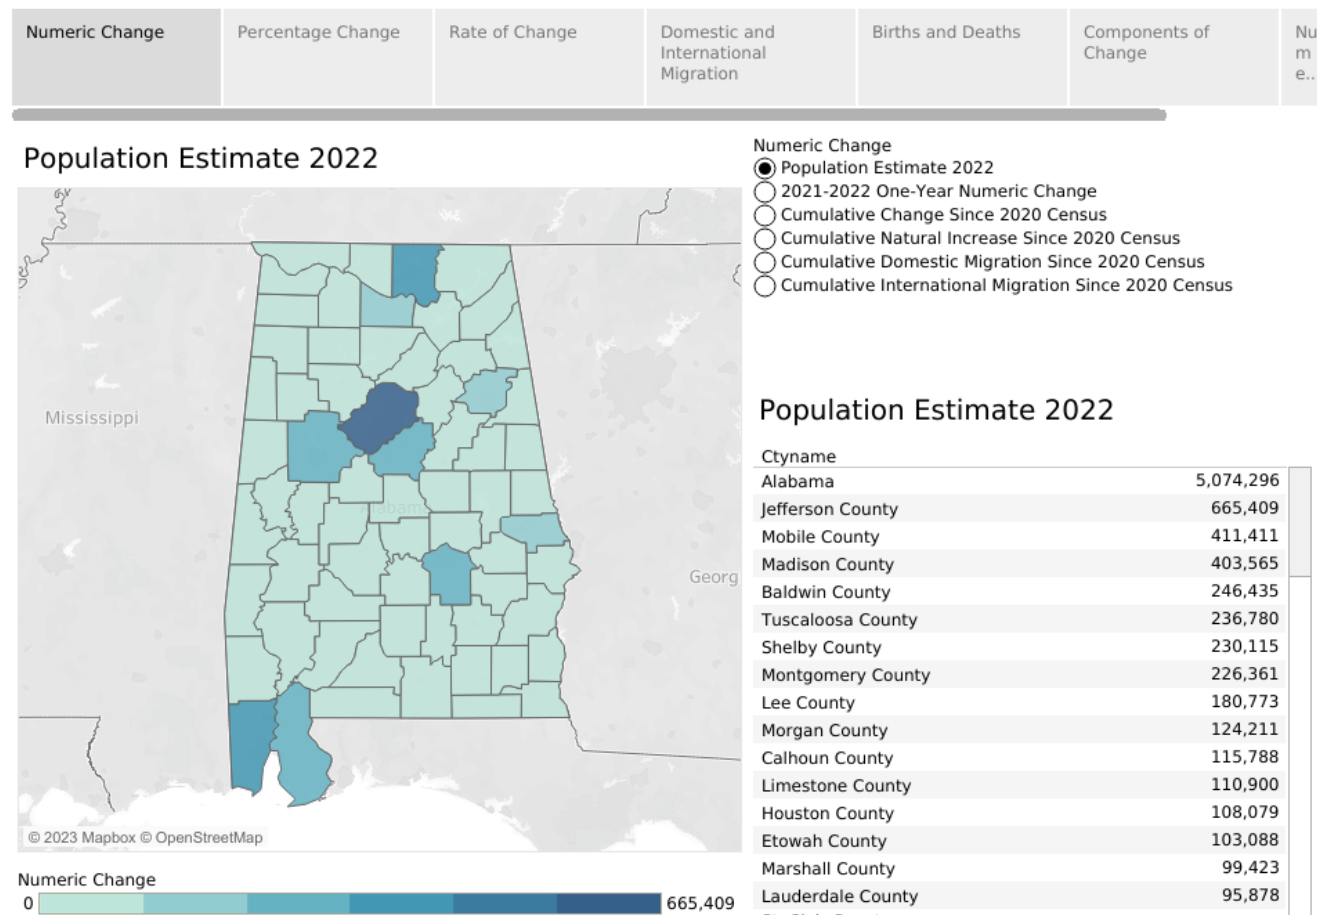 Numeric Change
Percentage Change
Rate of Change
Domestic and
International
Migration
Births and Deaths
Components of
Change
Nu
m
e..
Population Estimate 2022
Numeric Change
Population Estimate 2022
2021-2022 One-Year Numeric Change
Cumulative Change Since 2020 Census
Cumulative Natural Increase Since 2020 Census
Cumulative Domestic Migration Since 2020 Census
Cumulative International Migration Since 2020 Census
Mississippi
Alabam
Georg
© 2023 Mapbox © OpenStreetMap
Numeric Change
0 665,409
Population Estimate 2022
Ctyname
Alabama 5,074,296
Jefferson County 665,409
Mobile County 411,411
Madison County 403,565
Baldwin County 246,435
Tuscaloosa County 236,780
Shelby County 230,115
Montgomery County 226,361
Lee County 180,773
Morgan County 124,211
Calhoun County 115,788
Limestone County 110,900
Houston County 108,079
Etowah County 103,088
Marshall County 99,423
Lauderdale County 95,878